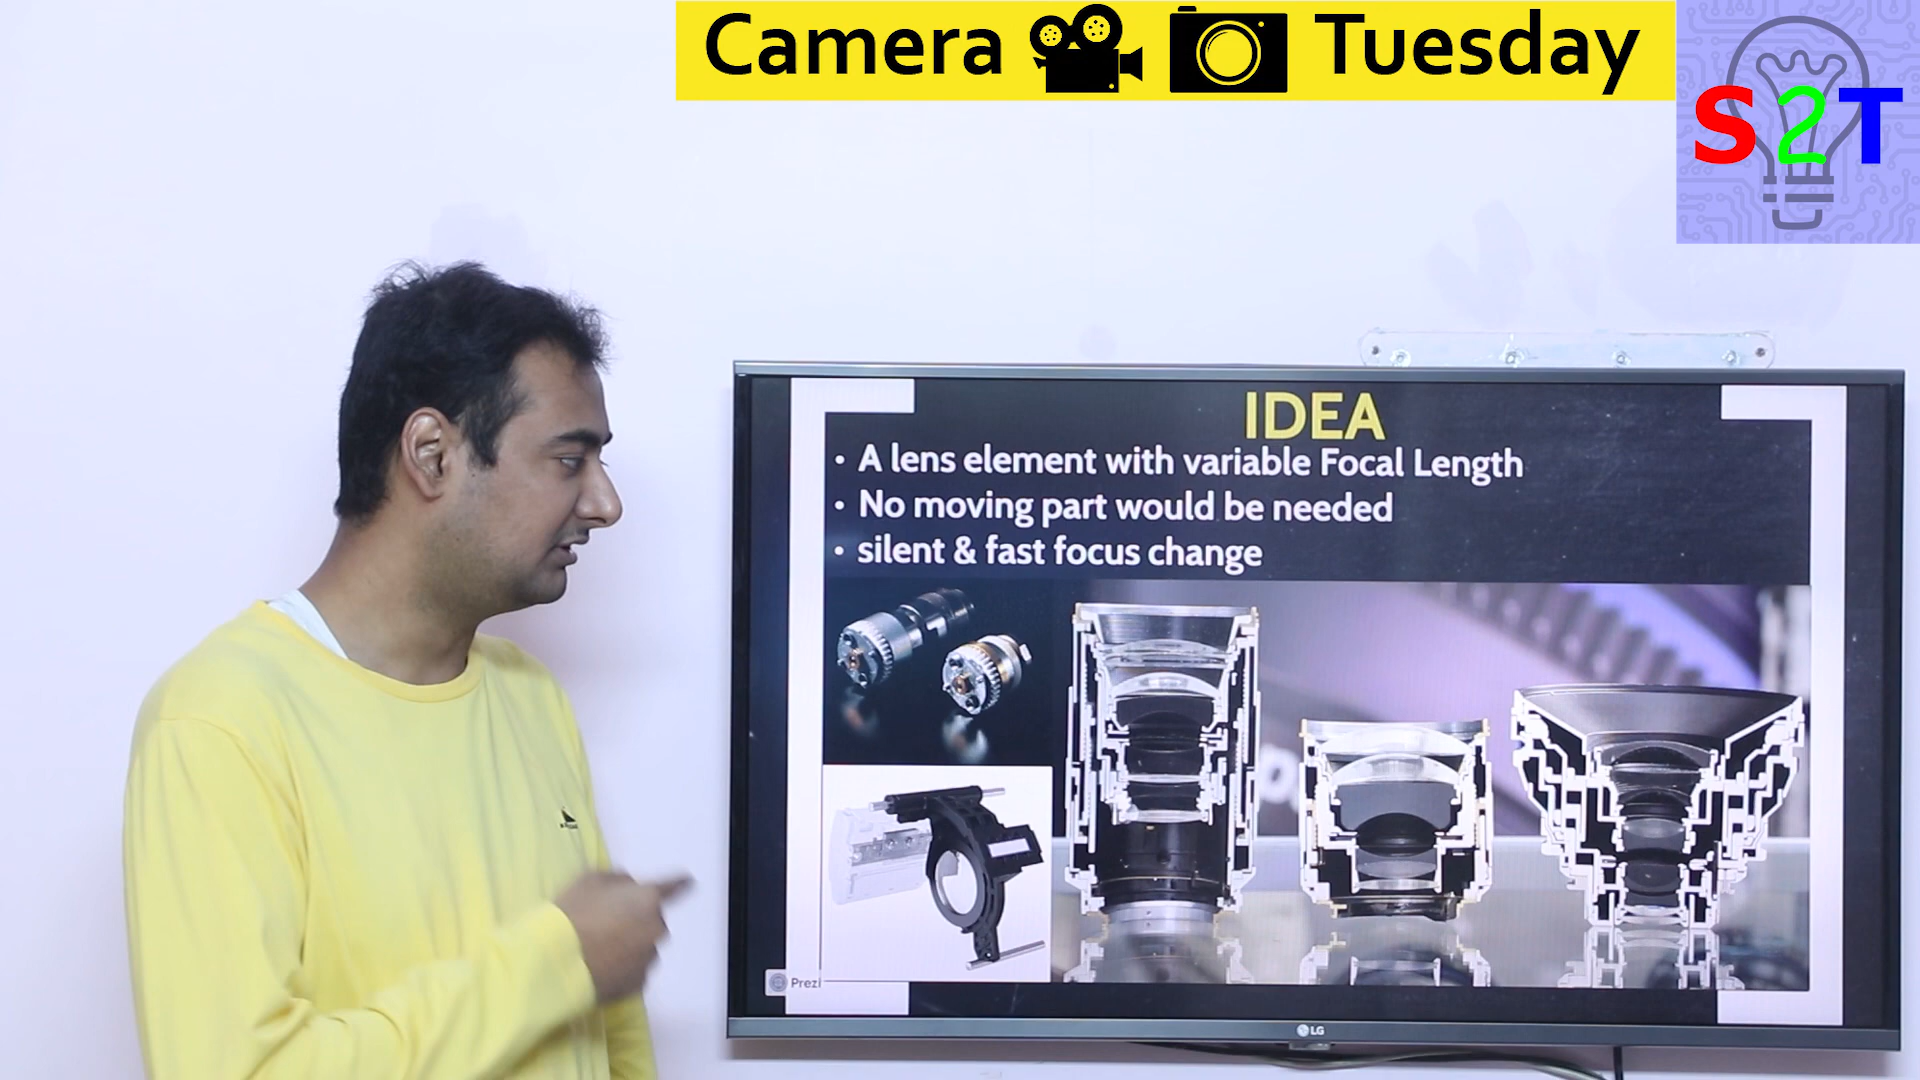 Camera Tuesday
S2T
IDEA
• A lens element with variable Focal Length
• No moving part would be needed
• silent & fast focus change
Prezi
LG